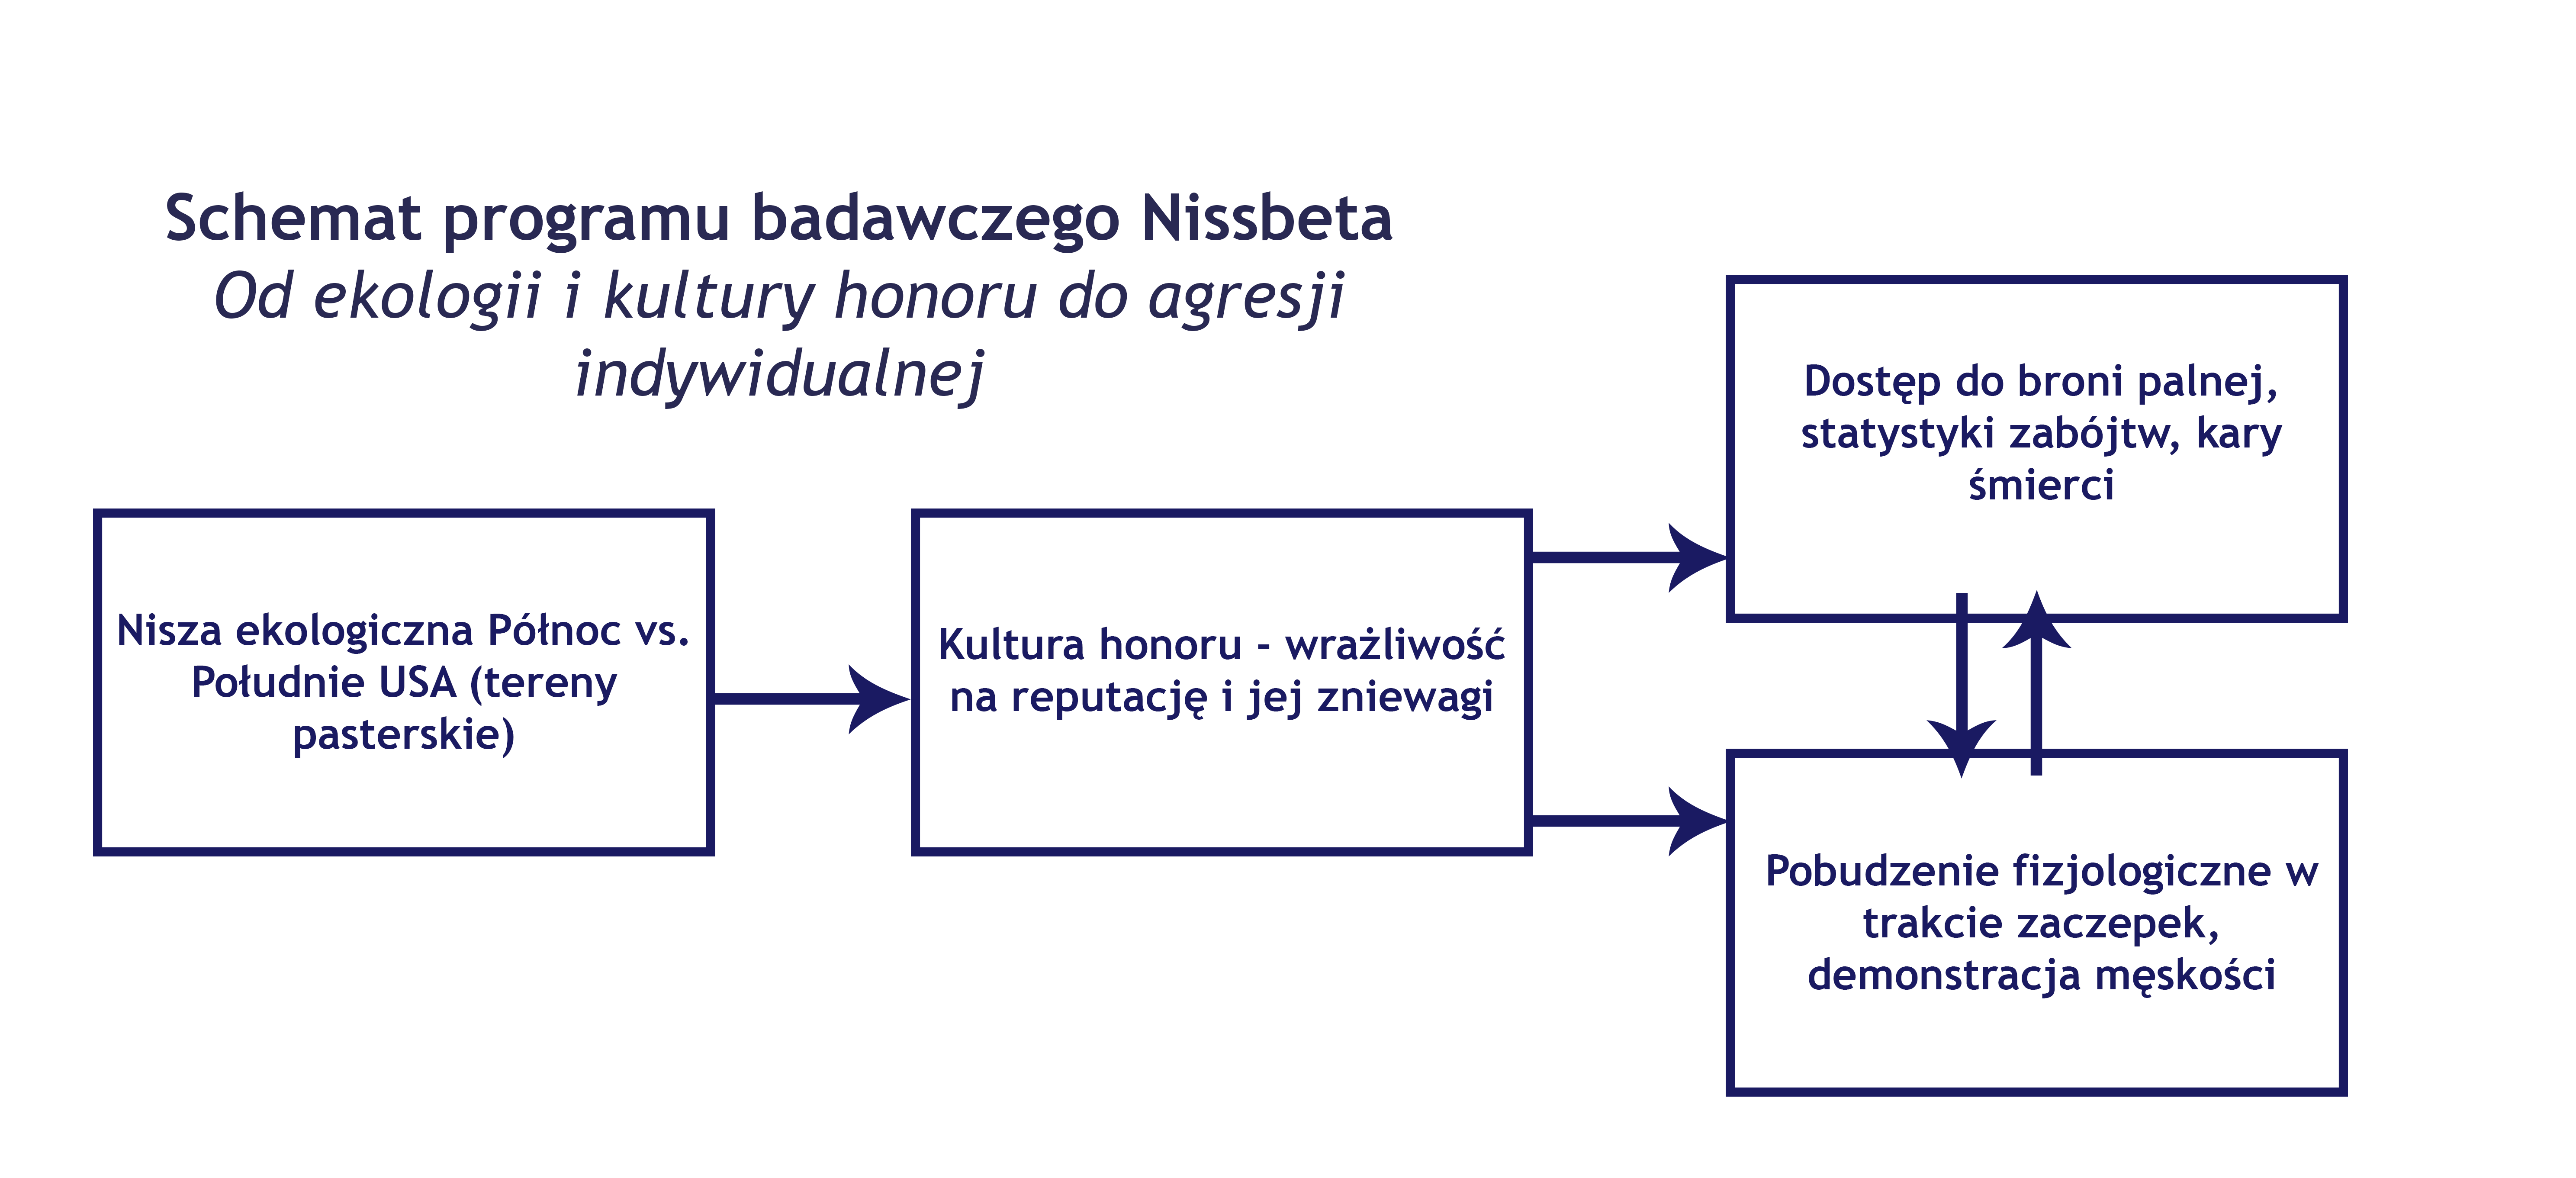 Schemat programu badawczego Nissbeta
Od ekologii i kultury honoru do agresji
indywidualnej
Nisza ekologiczna Północ vs.
Południe USA (tereny
pasterskie)
Kultura honoru - wrażliwość
na reputację i jej zniewagi
Dostęp do broni palnej,
statystyki zabójtw, kary
śmierci
Pobudzenie fizjologiczne w
trakcie zaczepek,
demonstracja męskości